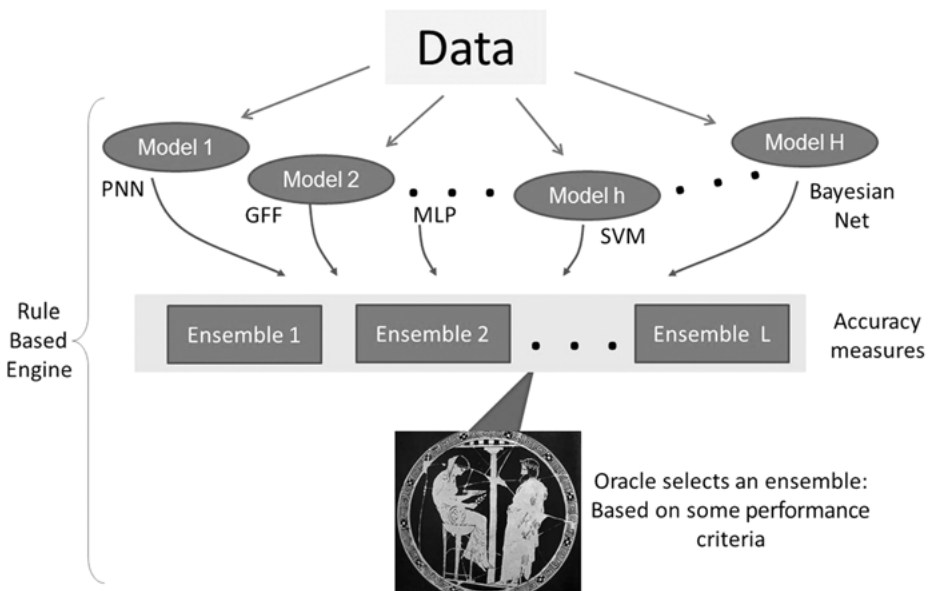 Data
Model 1
Model 2
Model h
Model H
PNN
GFF
MLP
SVM
Bayesian
Net
Rule
Based
Engine
Ensemble 1
Ensemble 2
Ensemble L
Accuracy
measures
Oracle selects an ensemble:
Based on some performance
criteria